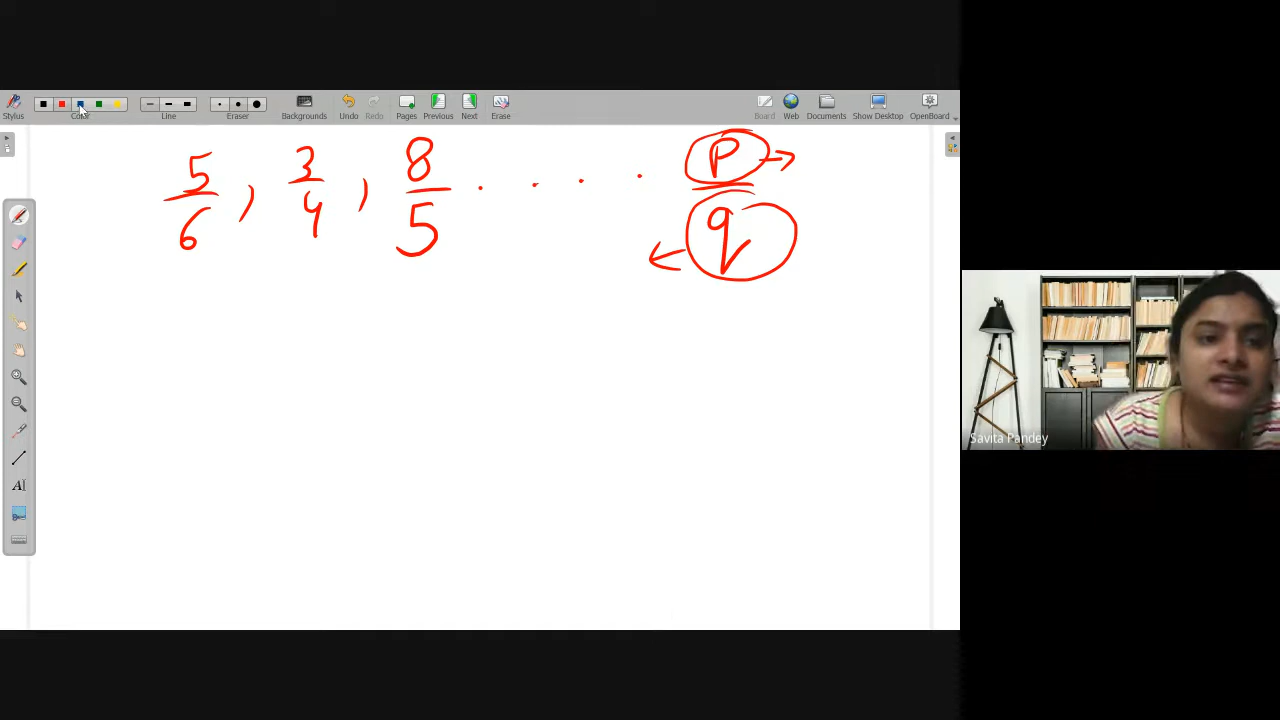 Stylus Color Line Eraser Backgrounds Undo Redo Pages Previous Next Erase Board Web Documents Show Desktop OpenBoard
5/6 , 3/4 , 8/5 . . . . p/q
A
Savita Pandey